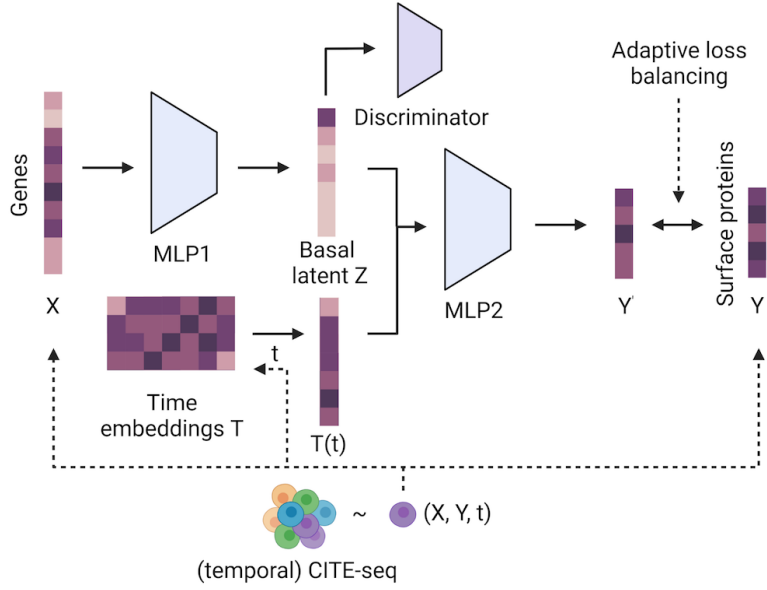 Adaptive loss
balancing
Discriminator
Genes
MLP1
Basal
latent Z
MLP2
Surface proteins
X
Y'
Y
t
Time
embeddings T
T(t)
~
(X, Y, t)
(temporal) CITE-seq